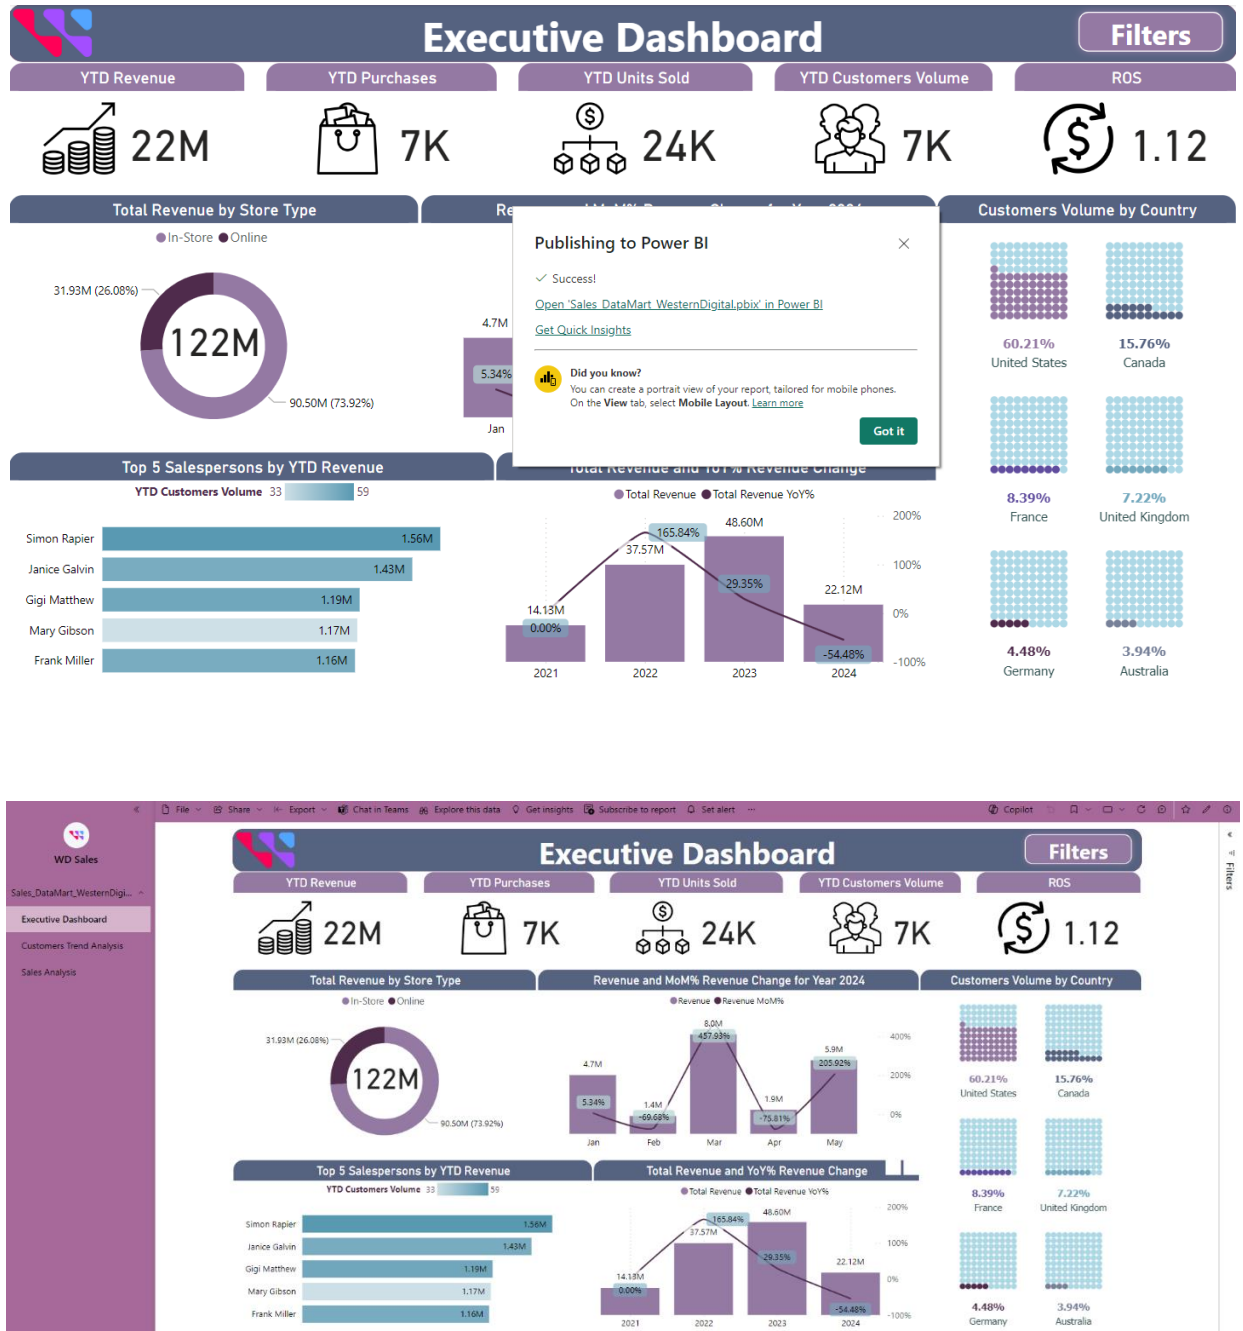 Executive Dashboard
Filters
YTD Revenue
YTD Purchases
YTD Units Sold
YTD Customers Volume
ROS
22M
7K
24K
7K
1.12
Total Revenue by Store Type
Customers Volume by Country
In-Store Online
31.93M (26.08%)
122M
90.50M (73.92%)
4.7M
5.34%
Jan
Publishing to Power BI
Success!
Open 'Sales_DataMart_WesternDigital.pbix' in Power BI
Get Quick Insights
Did you know?
You can create a portrait view of your report, tailored for mobile phones.
On the View tab, select Mobile Layout. Learn more
Got it
60.21%
United States
15.76%
Canada
8.39%
France
7.22%
United Kingdom
4.48%
Germany
3.94%
Australia
Top 5 Salespersons by YTD Revenue
YTD Customers Volume 33 59
Simon Rapier 1.56M
Janice Galvin 1.43M
Gigi Matthew 1.19M
Mary Gibson 1.17M
Frank Miller 1.16M
Total Revenue and YoY% Revenue Change
Total Revenue Total Revenue YoY%
200%
100%
0%
-100%
14.13M
0.00%
37.57M
165.84%
48.60M
29.35%
22.12M
-54.48%
2021 2022 2023 2024
File Share Export Chat in Teams Explore this data Get insights Subscribe to report Set alert ... Copilot
WD Sales
Sales_DataMart_WesternDigi...
Executive Dashboard
Customers Trend Analysis
Sales Analysis
Filters
Executive Dashboard
Filters
YTD Revenue
YTD Purchases
YTD Units Sold
YTD Customers Volume
ROS
22M
7K
24K
7K
1.12
Total Revenue by Store Type
Revenue and MoM% Revenue Change for Year 2024
Customers Volume by Country
In-Store Online
31.93M (26.08%)
122M
90.50M (73.92%)
Revenue Revenue MoM%
400%
200%
0%
4.7M
5.34%
1.4M
-69.68%
8.0M
457.93%
1.9M
-75.81%
5.9M
205.92%
Jan Feb Mar Apr May
60.21%
United States
15.76%
Canada
8.39%
France
7.22%
United Kingdom
4.48%
Germany
3.94%
Australia
Top 5 Salespersons by YTD Revenue
YTD Customers Volume 33 59
Simon Rapier 1.56M
Janice Galvin 1.43M
Gigi Matthew 1.19M
Mary Gibson 1.17M
Frank Miller 1.16M
Total Revenue and YoY% Revenue Change
Total Revenue Total Revenue YoY%
200%
100%
0%
-100%
14.13M
0.00%
37.57M
165.84%
48.60M
29.35%
22.12M
-54.48%
2021 2022 2023 2024